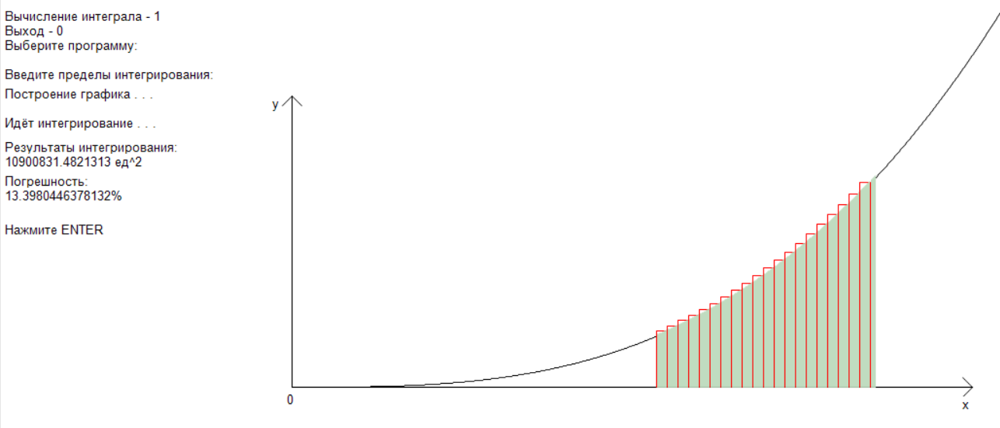 Вычисление интеграла - 1
Выход - 0
Выберите программу:
Введите пределы интегрирования:
Построение графика . . .
Идёт интегрирование . . .
Результаты интегрирования:
10900831.4821313 ед^2
Погрешность:
13.3980446378132%
Нажмите ENTER
y
0
x